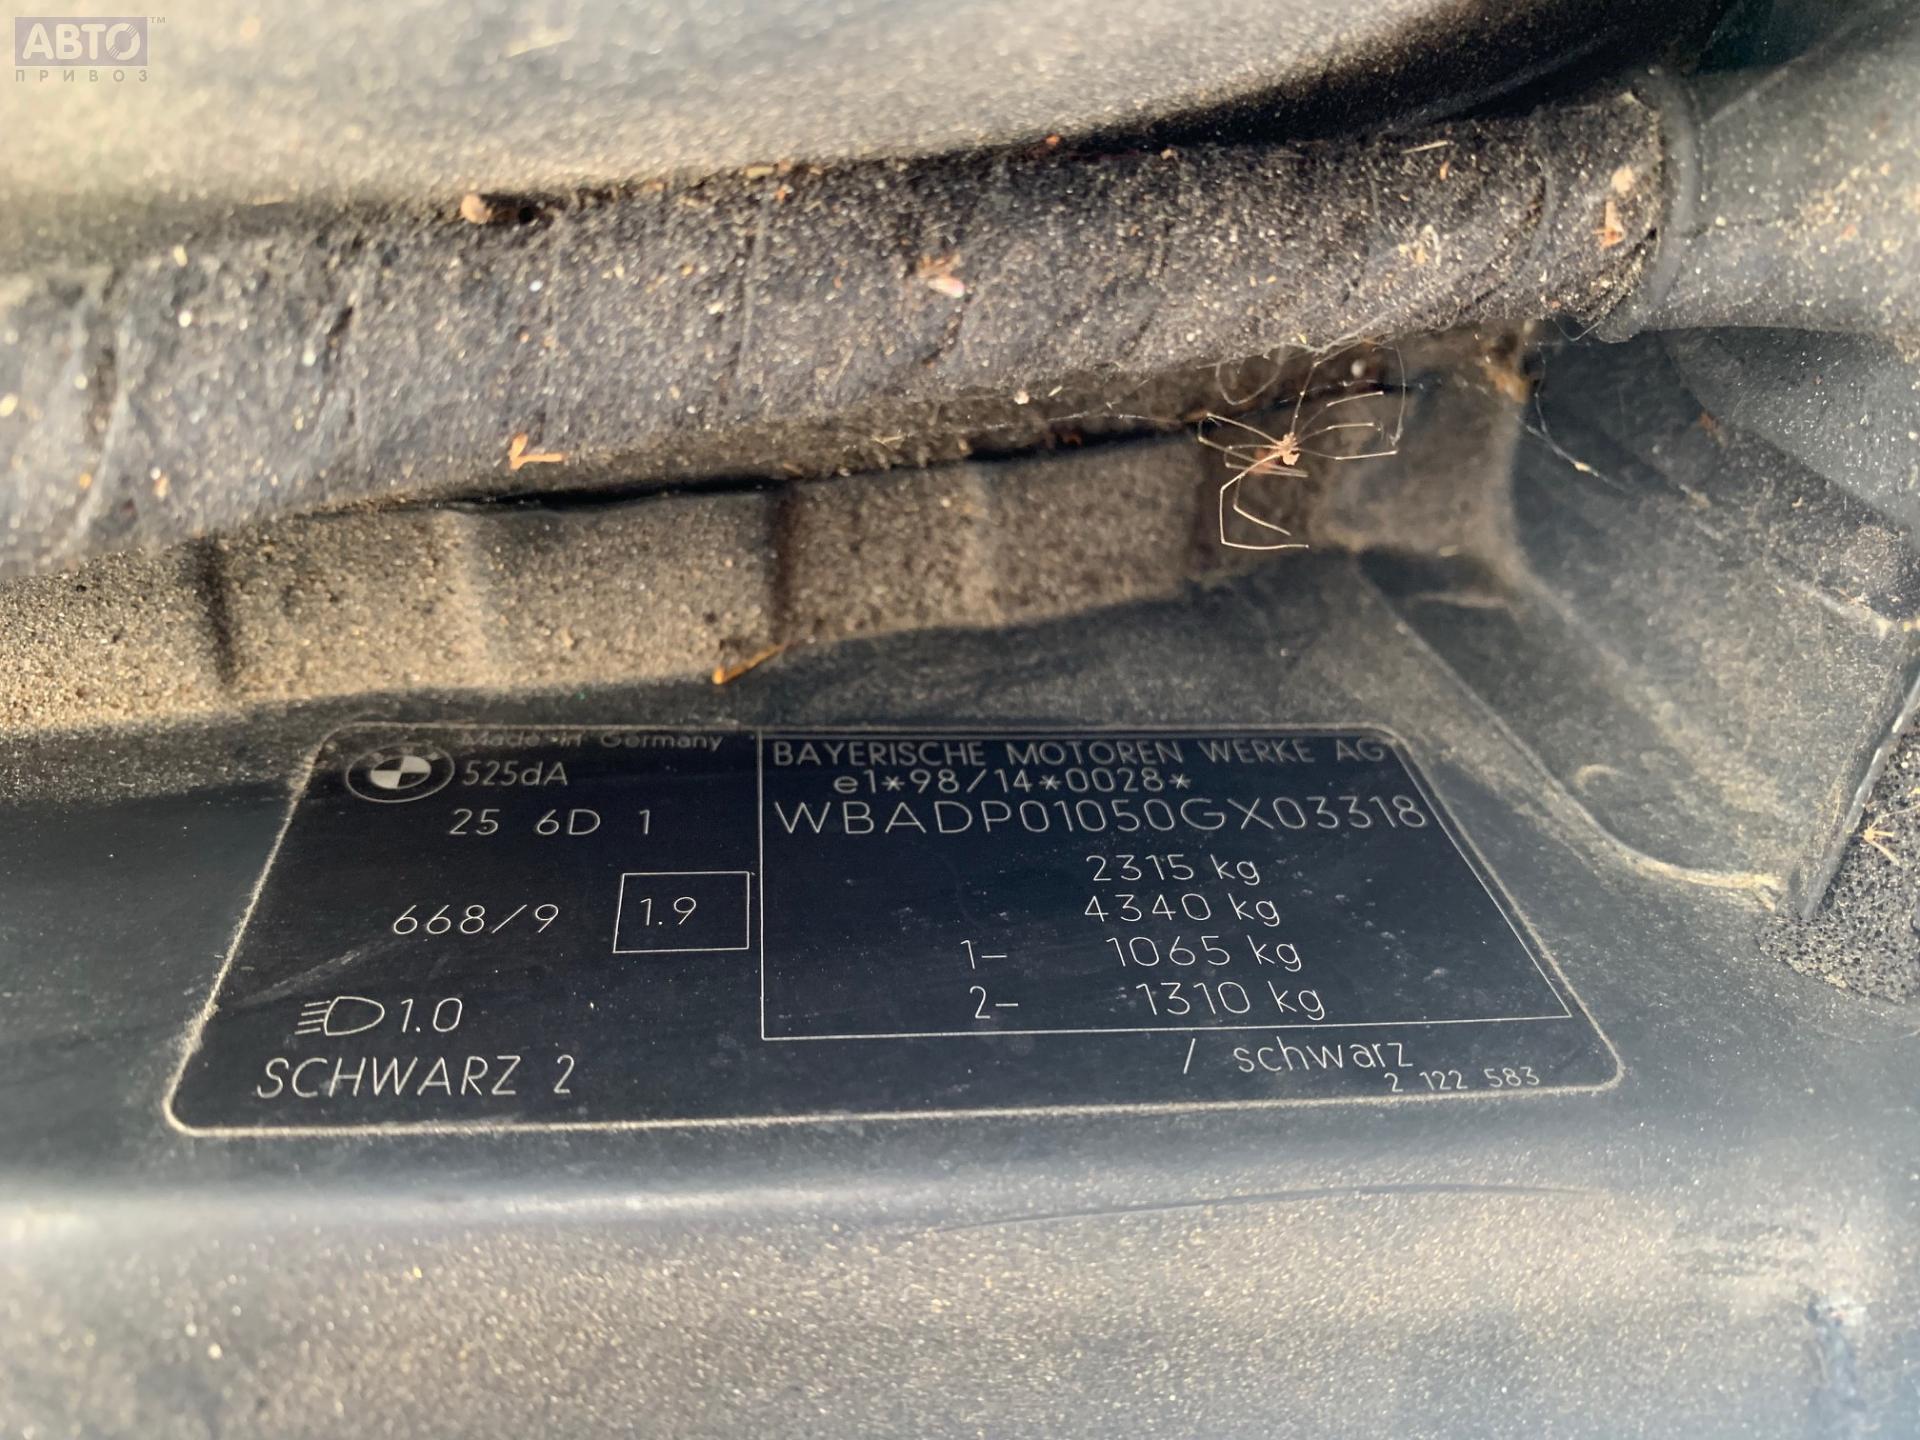 АВТО™
ПРИВОЗ
Made in Germany
525dA
25 6D 1
668/9
1.9
1.0
SCHWARZ 2
BAYERISCHE MOTOREN WERKE AG
e1*98/14*0028*
WBADP01050GX03318
2315 kg
4340 kg
1- 1065 kg
2- 1310 kg
/ schwarz
2 122 583